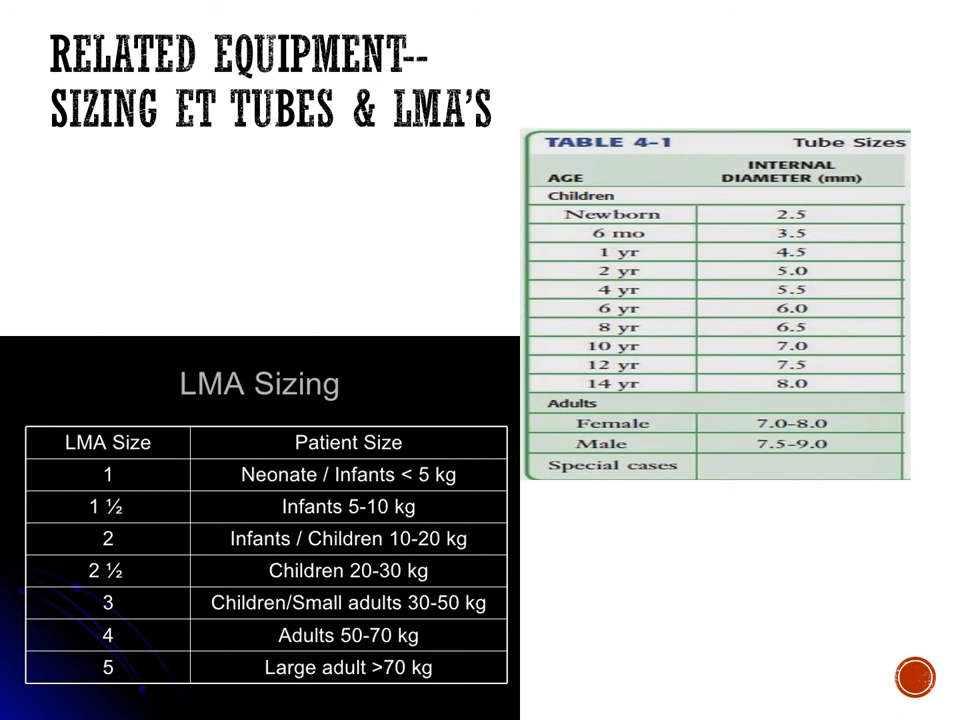 RELATED EQUIPMENT--
SIZING ET TUBES & LMA'S
TABLE 4-1 Tube Sizes
AGE INTERNAL DIAMETER (mm)
Children
Newborn 2.5
6 mo 3.5
1 yr 4.5
2 yr 5.0
4 yr 5.5
6 yr 6.0
8 yr 6.5
10 yr 7.0
12 yr 7.5
14 yr 8.0
Adults
Female 7.0-8.0
Male 7.5-9.0
Special cases
LMA Sizing
LMA Size Patient Size
1 Neonate / Infants < 5 kg
1 ½ Infants 5-10 kg
2 Infants / Children 10-20 kg
2 ½ Children 20-30 kg
3 Children/Small adults 30-50 kg
4 Adults 50-70 kg
5 Large adult >70 kg